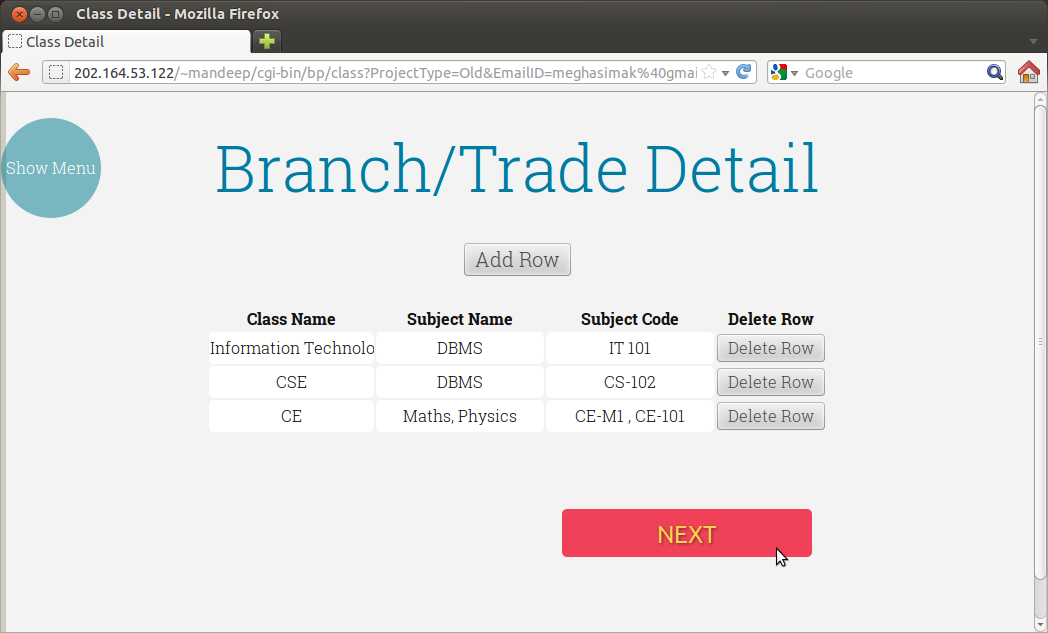 Class Detail - Mozilla Firefox
Class Detail
202.164.53.122/~mandeep/cgi-bin/bp/class?ProjectType=Old&EmailID=meghasimak%40gmai
Google
Show Menu
Branch/Trade Detail
Add Row
Class Name Subject Name Subject Code Delete Row
Information Technolo DBMS IT 101 Delete Row
CSE DBMS CS-102 Delete Row
CE Maths, Physics CE-M1 , CE-101 Delete Row
NEXT